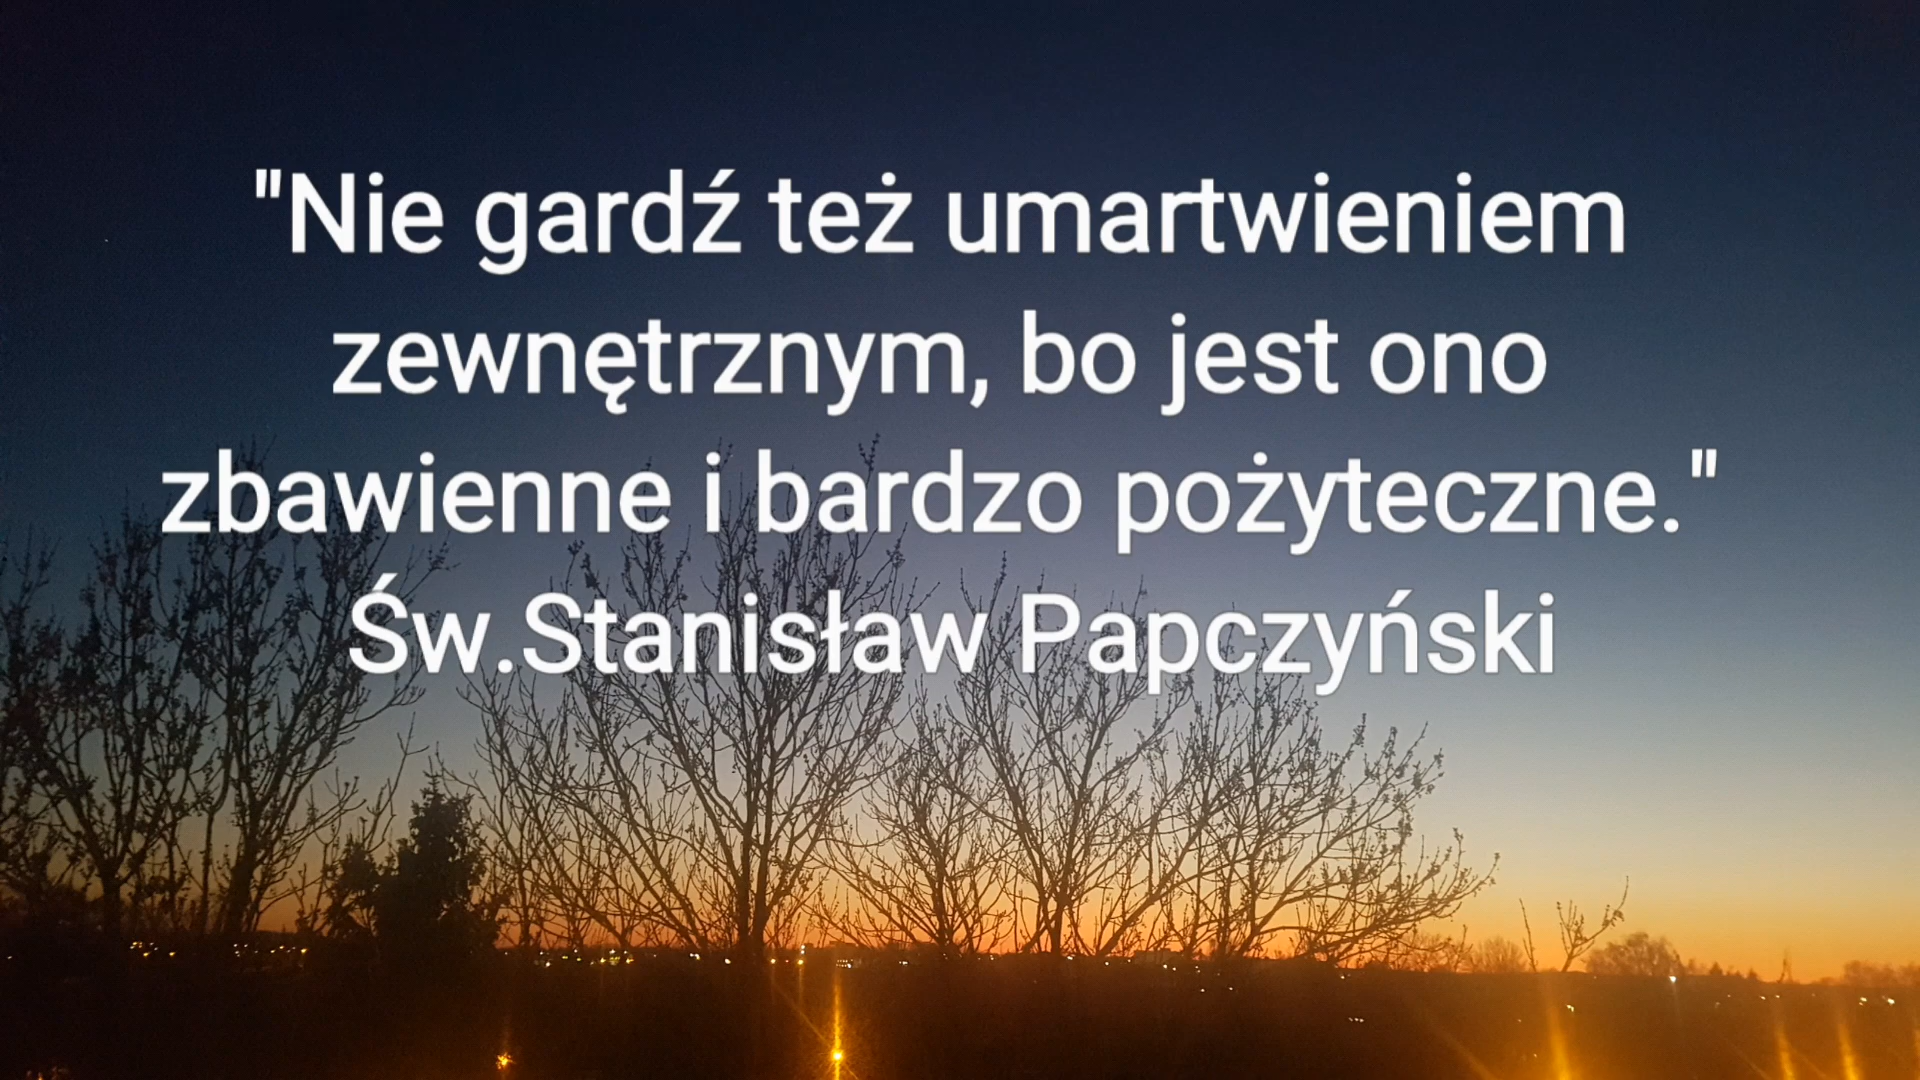 "Nie gardź też umartwieniem
zewnętrznym, bo jest ono
zbawienne i bardzo pożyteczne."
Św.Stanisław Papczyński